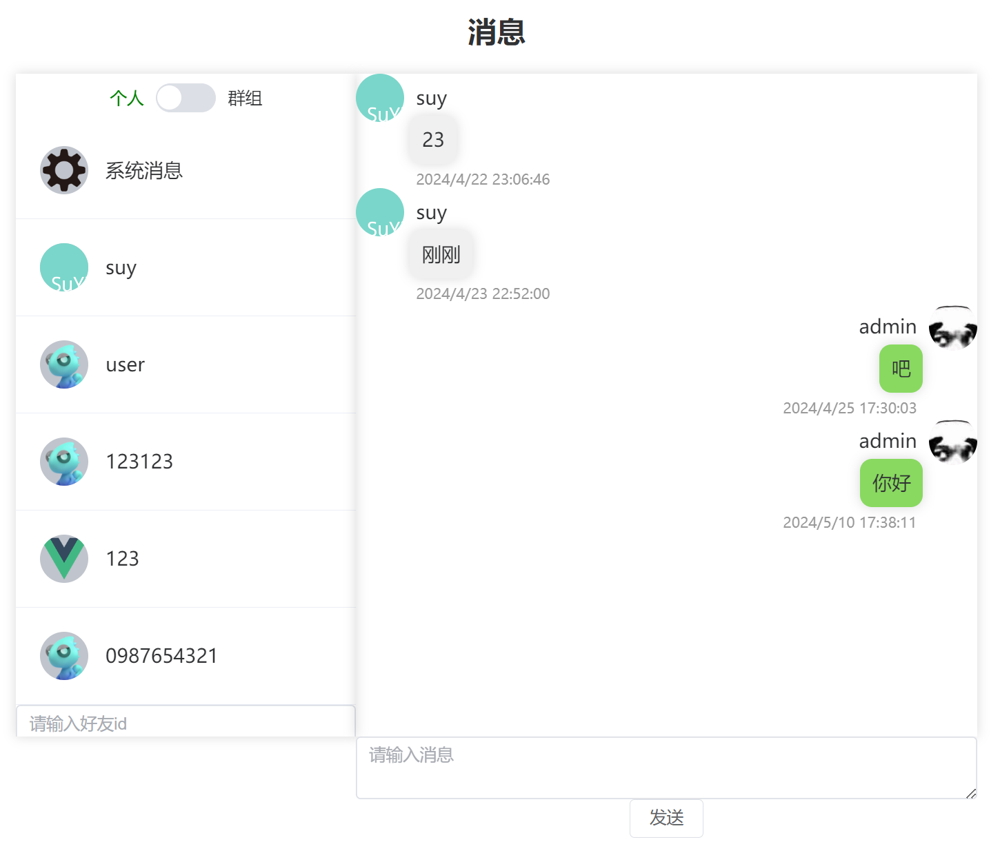 消息
个人 群组
系统消息
SuY
suy
user
123123
123
0987654321
请输入好友id
SuY
suy
23
2024/4/22 23:06:46
SuY
suy
刚刚
2024/4/23 22:52:00
admin
吧
2024/4/25 17:30:03
admin
你好
2024/5/10 17:38:11
请输入消息
发送